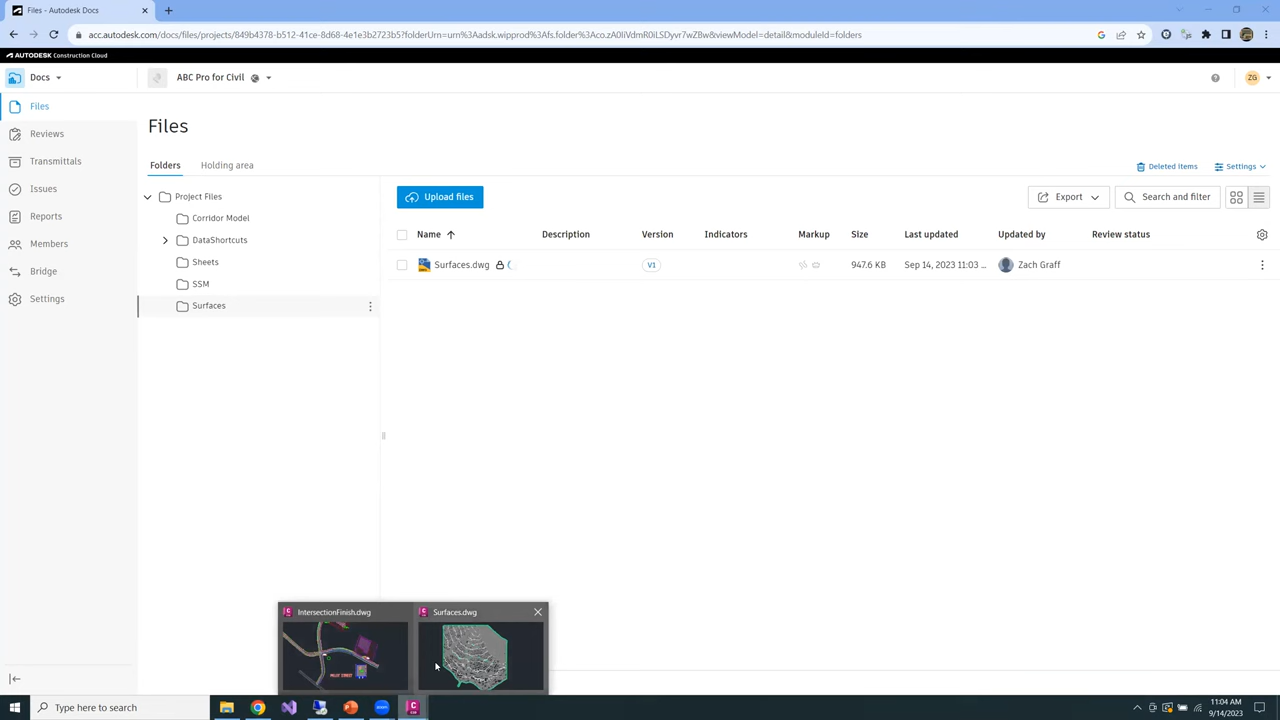 Files - Autodesk Docs
acc.autodesk.com/docs/files/projects/849b4378-b512-41ce-8d68-4e1e3b2723b5?folderUrn=urn%3Aadsk.wipprod%3Afs.folder%3Aco.zA0IiVdmR0iLSDyvr7wZBw&viewModel=detail&moduleId=folders
AUTODESK Construction Cloud
Docs
ABC Pro for Civil
ZG
Files
Reviews
Transmittals
Issues
Reports
Members
Bridge
Settings
Files
Folders
Holding area
Deleted items
Settings
Project Files
Corridor Model
DataShortcuts
Sheets
SSM
Surfaces
Upload files
Export
Search and filter
Name Description Version Indicators Markup Size Last updated Updated by Review status
Surfaces.dwg V1 947.6 KB Sep 14, 2023 11:03 ... Zach Graff
IntersectionFinish.dwg
Surfaces.dwg
Type here to search
11:04 AM
9/14/2023